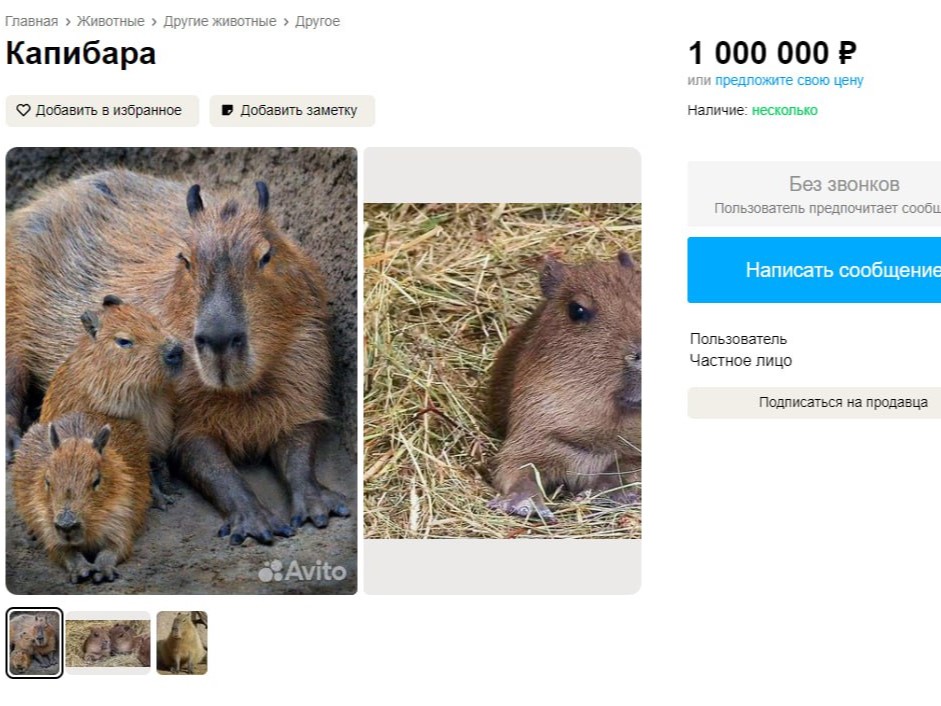 Главная › Животные › Другие животные › Другое
Капибара
Добавить в избранное
Добавить заметку
Avito
1 000 000 ₽
или предложите свою цену
Наличие: несколько
Без звонков
Пользователь предпочитает сообщ
Написать сообщение
Пользователь
Частное лицо
Подписаться на продавца